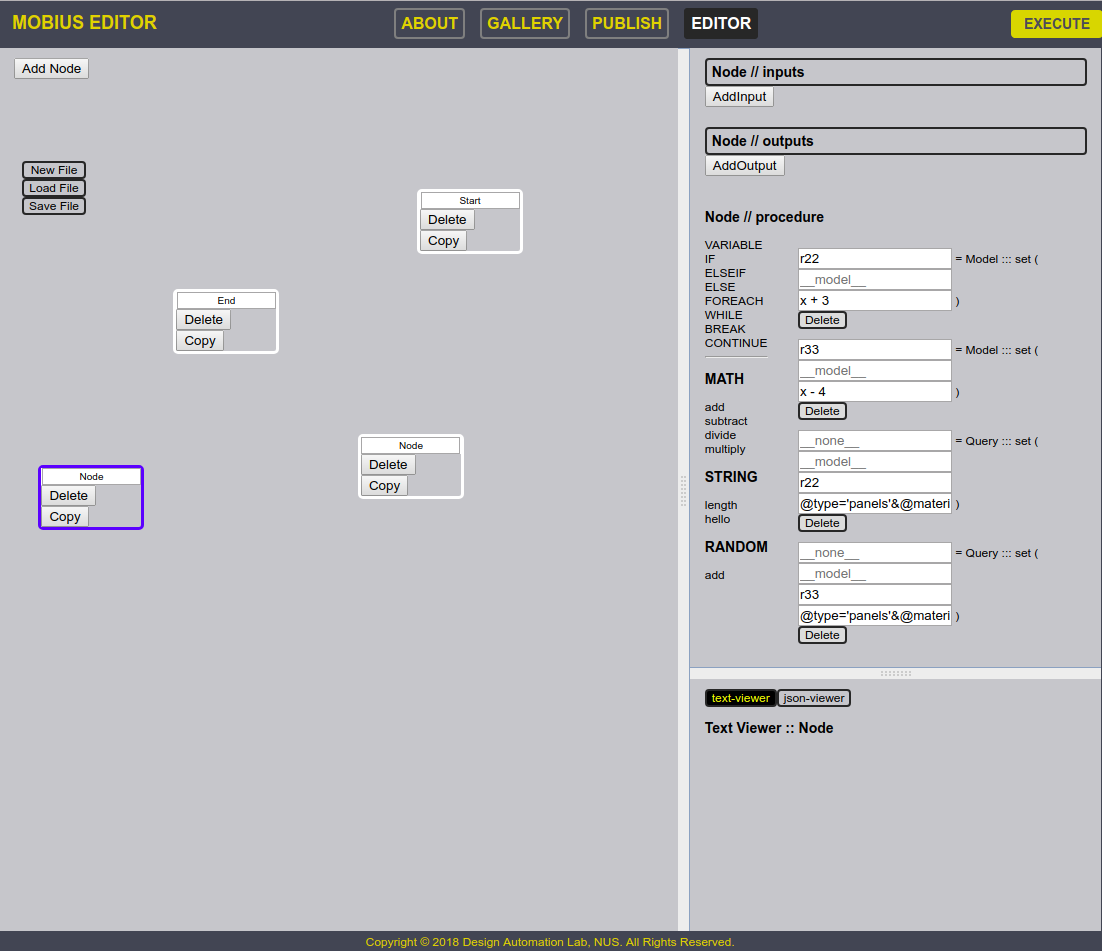 MOBIUS EDITOR
ABOUT GALLERY PUBLISH EDITOR
EXECUTE
Add Node
New File
Load File
Save File
Start
Delete
Copy
End
Delete
Copy
Node
Delete
Copy
Node
Delete
Copy
Node // inputs
AddInput
Node // outputs
AddOutput
Node // procedure
VARIABLE
IF
ELSEIF
ELSE
FOREACH
WHILE
BREAK
CONTINUE
MATH
add
subtract
divide
multiply
STRING
length
hello
RANDOM
add
r22 = Model ::: set (
__model__
x + 3 )
Delete
r33 = Model ::: set (
__model__
x - 4 )
Delete
__none__ = Query ::: set (
__model__
r22
@type='panels'&@materi )
Delete
__none__ = Query ::: set (
__model__
r33
@type='panels'&@materi )
Delete
text-viewer json-viewer
Text Viewer :: Node
Copyright © 2018 Design Automation Lab, NUS. All Rights Reserved.